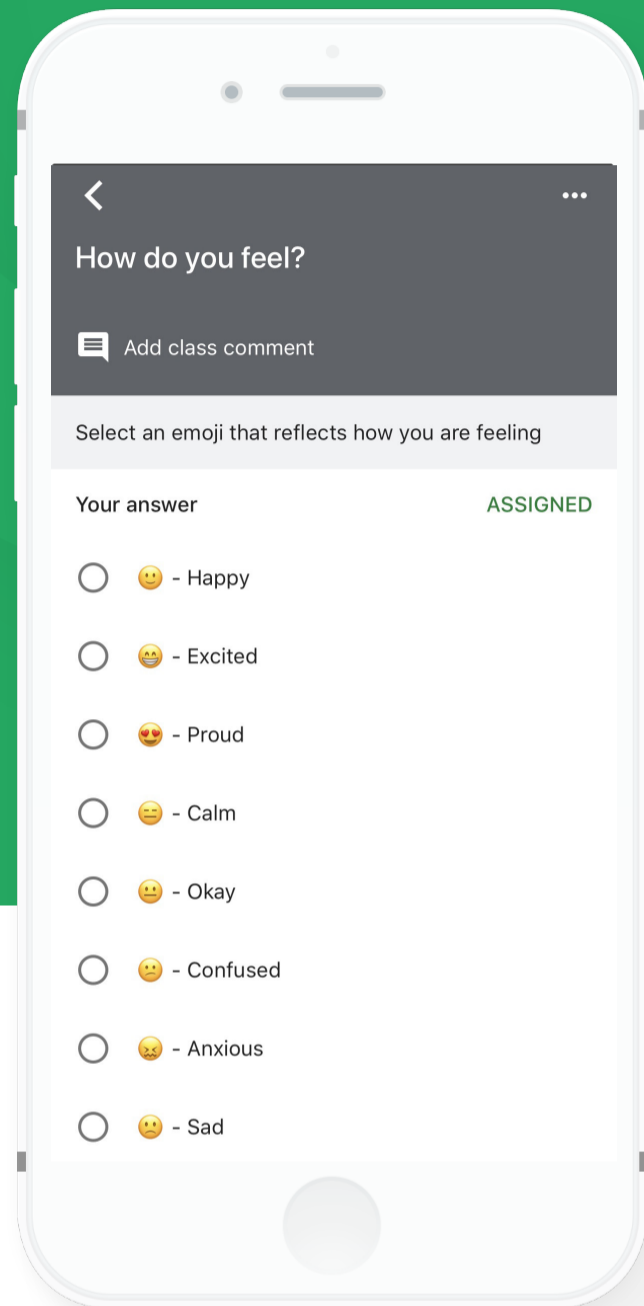 How do you feel?
Add class comment
Select an emoji that reflects how you are feeling
Your answer ASSIGNED
🙂 - Happy
😁 - Excited
😍 - Proud
😑 - Calm
😐 - Okay
😕 - Confused
😖 - Anxious
🙁 - Sad